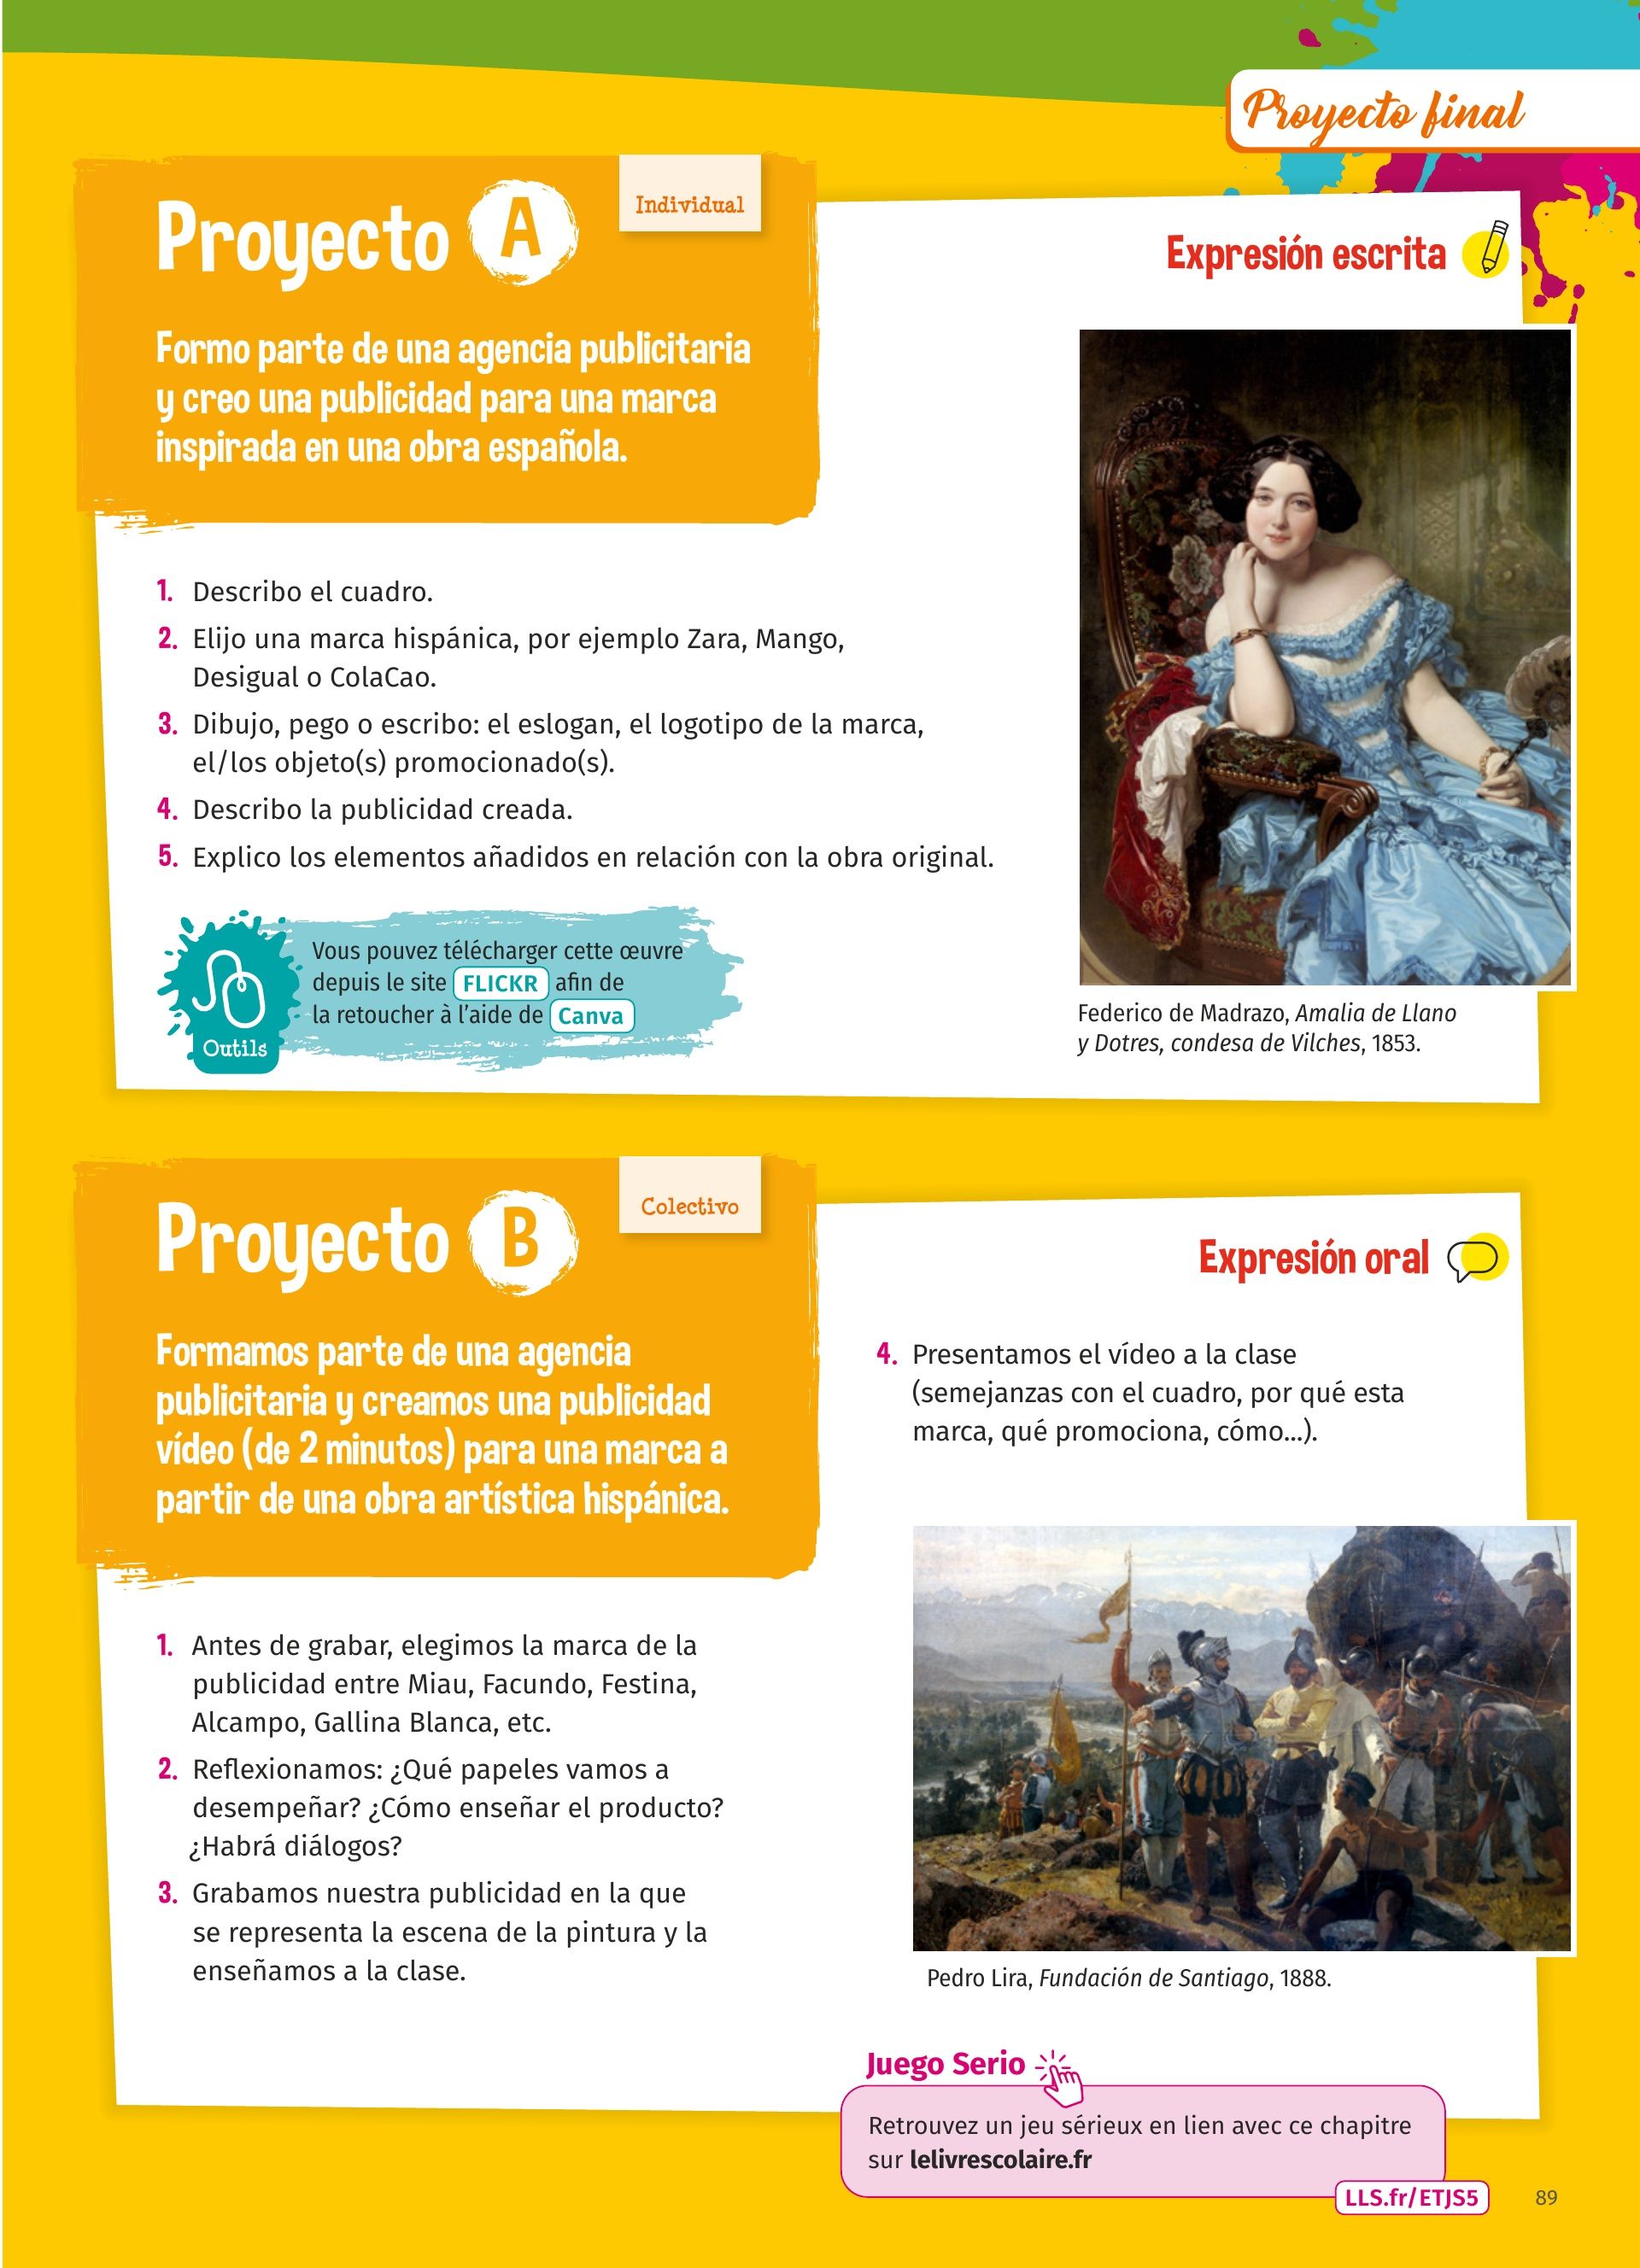 Proyecto final
Proyecto A
Individual
Expresión escrita
Formo parte de una agencia publicitaria
y creo una publicidad para una marca
inspirada en una obra española.
1. Describo el cuadro.
2. Elijo una marca hispánica, por ejemplo Zara, Mango,
Desigual o ColaCao.
3. Dibujo, pego o escribo: el eslogan, el logotipo de la marca,
el/los objeto(s) promocionado(s).
4. Describo la publicidad creada.
5. Explico los elementos añadidos en relación con la obra original.
Outils
Vous pouvez télécharger cette œuvre
depuis le site FLICKR afin de
la retoucher à l’aide de Canva
Federico de Madrazo, Amalia de Llano
y Dotres, condesa de Vilches, 1853.
Proyecto B
Colectivo
Expresión oral
Formamos parte de una agencia
publicitaria y creamos una publicidad
vídeo (de 2 minutos) para una marca a
partir de una obra artística hispánica.
1. Antes de grabar, elegimos la marca de la
publicidad entre Miau, Facundo, Festina,
Alcampo, Gallina Blanca, etc.
2. Reflexionamos: ¿Qué papeles vamos a
desempeñar? ¿Cómo enseñar el producto?
¿Habrá diálogos?
3. Grabamos nuestra publicidad en la que
se representa la escena de la pintura y la
enseñamos a la clase.
4. Presentamos el vídeo a la clase
(semejanzas con el cuadro, por qué esta
marca, qué promociona, cómo...).
Pedro Lira, Fundación de Santiago, 1888.
Juego Serio
Retrouvez un jeu sérieux en lien avec ce chapitre
sur lelivrescolaire.fr
LLS.fr/ETJS5
89